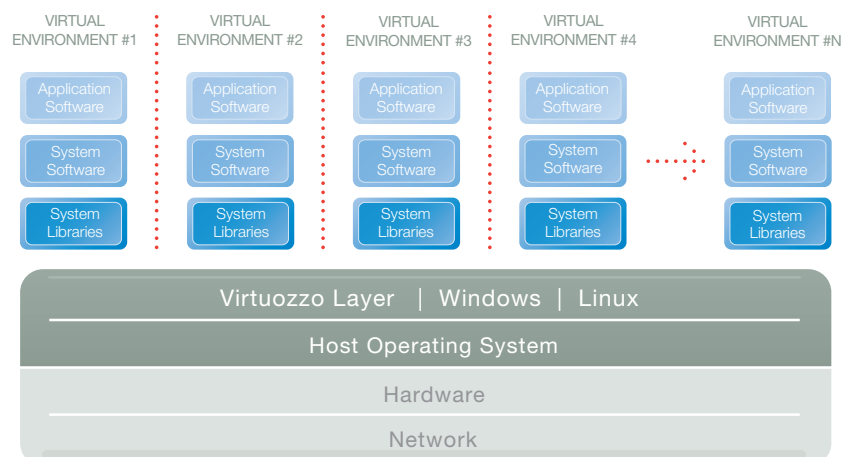 VIRTUAL
ENVIRONMENT #1
VIRTUAL
ENVIRONMENT #2
VIRTUAL
ENVIRONMENT #3
VIRTUAL
ENVIRONMENT #4
VIRTUAL
ENVIRONMENT #N
Application
Software
Application
Software
Application
Software
Application
Software
Application
Software
System
Software
System
Software
System
Software
System
Software
System
Software
System
Libraries
System
Libraries
System
Libraries
System
Libraries
System
Libraries
Virtuozzo Layer | Windows | Linux
Host Operating System
Hardware
Network